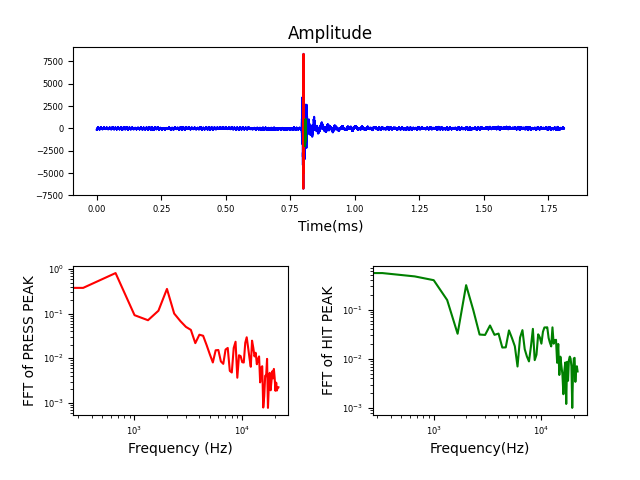 Amplitude
7500
5000
2500
0
−2500
−5000
−7500
0.00 0.25 0.50 0.75 1.00 1.25 1.50 1.75
Time(ms)
FFT of PRESS PEAK
10⁰
10⁻¹
10⁻²
10⁻³
10³ 10⁴
Frequency (Hz)
FFT of HIT PEAK
10⁻¹
10⁻²
10⁻³
10³ 10⁴
Frequency(Hz)